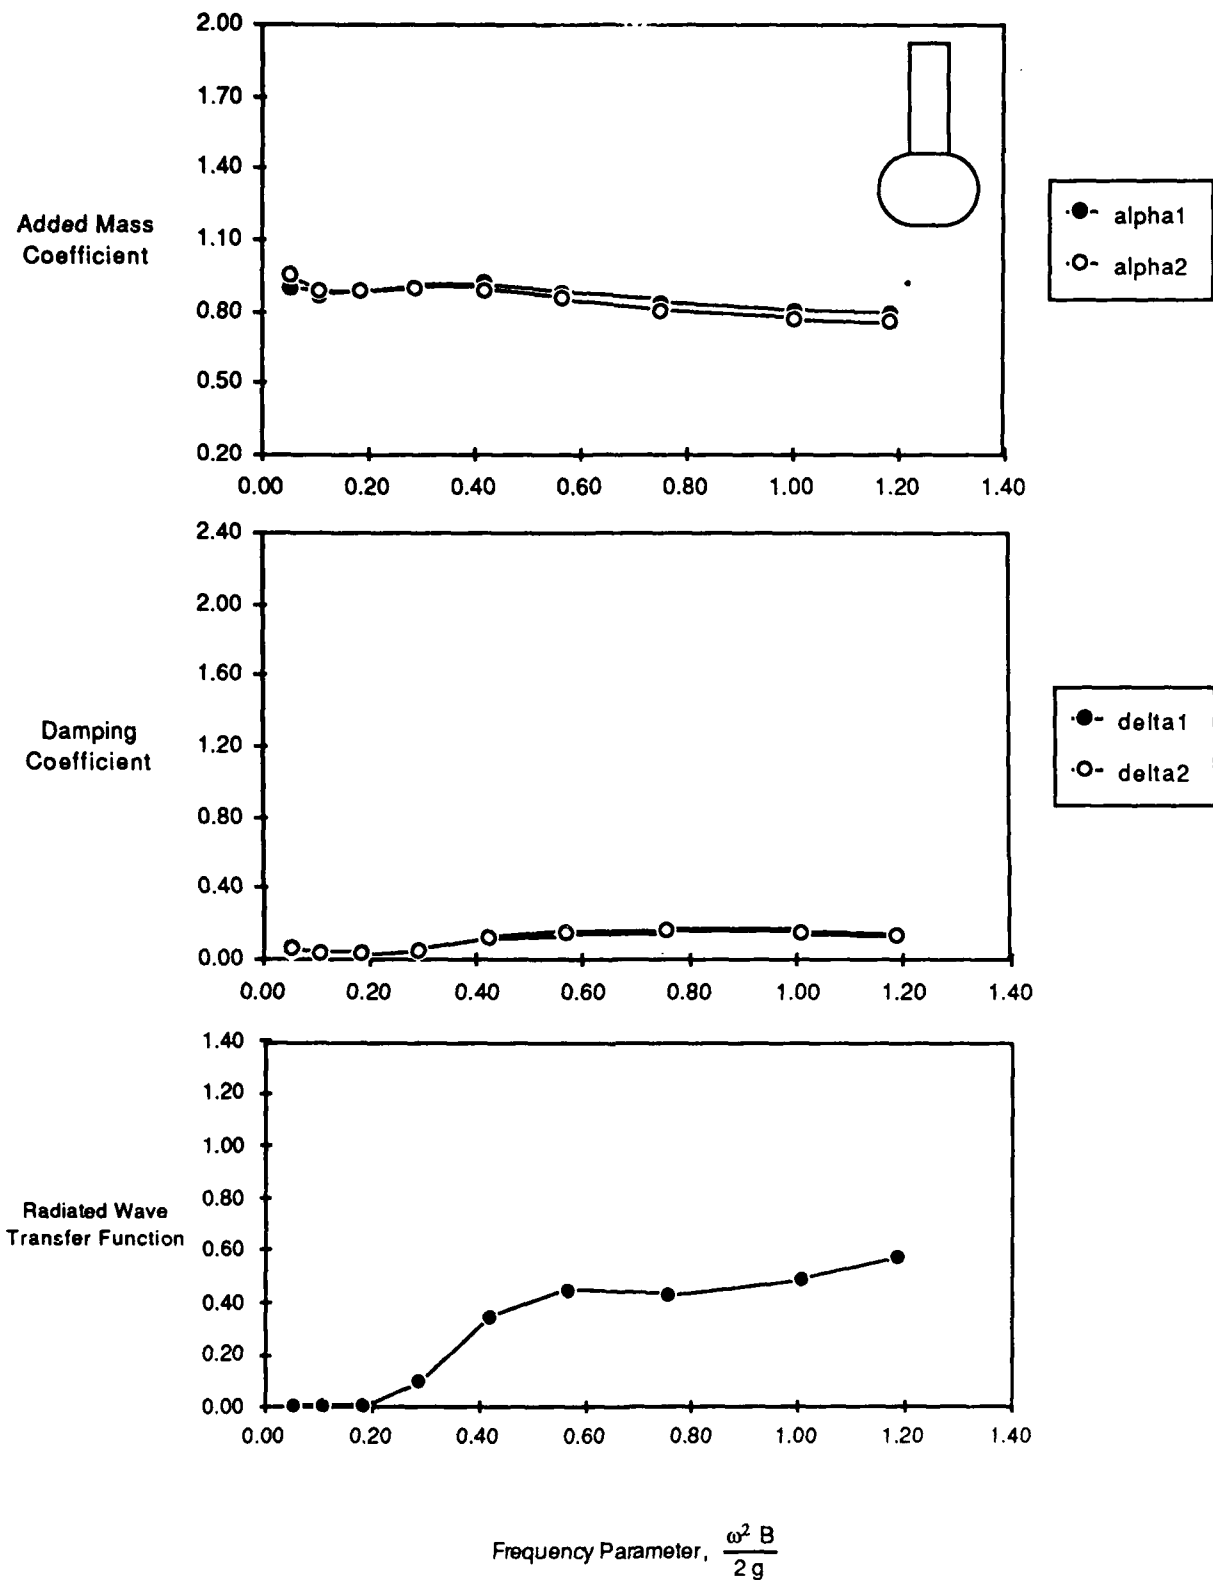 2.00
1.70
1.40
1.10
0.80
0.50
0.20
Added Mass
Coefficient
0.00 0.20 0.40 0.60 0.80 1.00 1.20 1.40
alpha1
alpha2
2.40
2.00
1.60
1.20
0.80
0.40
0.00
Damping
Coefficient
0.00 0.20 0.40 0.60 0.80 1.00 1.20 1.40
delta1
delta2
1.40
1.20
1.00
0.80
0.60
0.40
0.20
0.00
Radiated Wave
Transfer Function
0.00 0.20 0.40 0.60 0.80 1.00 1.20 1.40
Frequency Parameter, ω² B
2 g